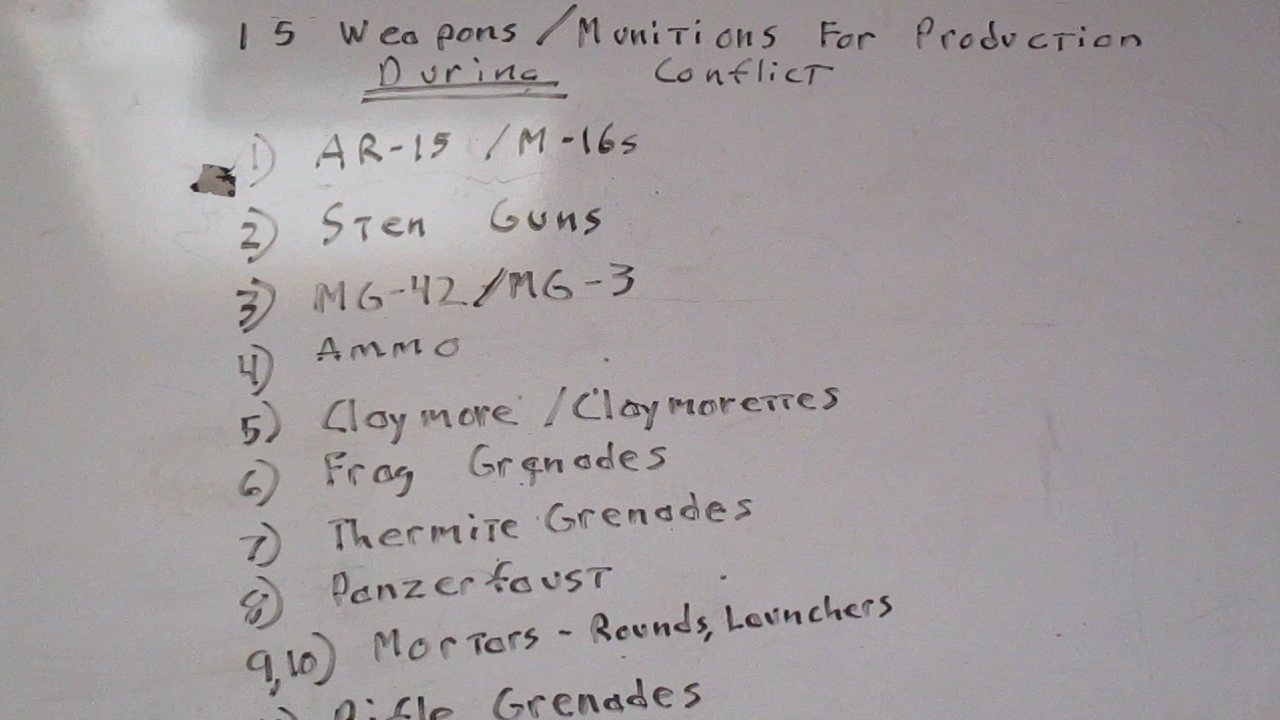 15 Weapons/Munitions For Production
During Conflict
1) AR-15 / M-16s
2) Sten Guns
3) MG-42/MG-3
4) Ammo
5) Claymore / Claymorettes
6) Frag Grenades
7) Thermite Grenades
8) Panzerfaust
9,10) Mortars - Rounds, Launchers
Rifle Grenades